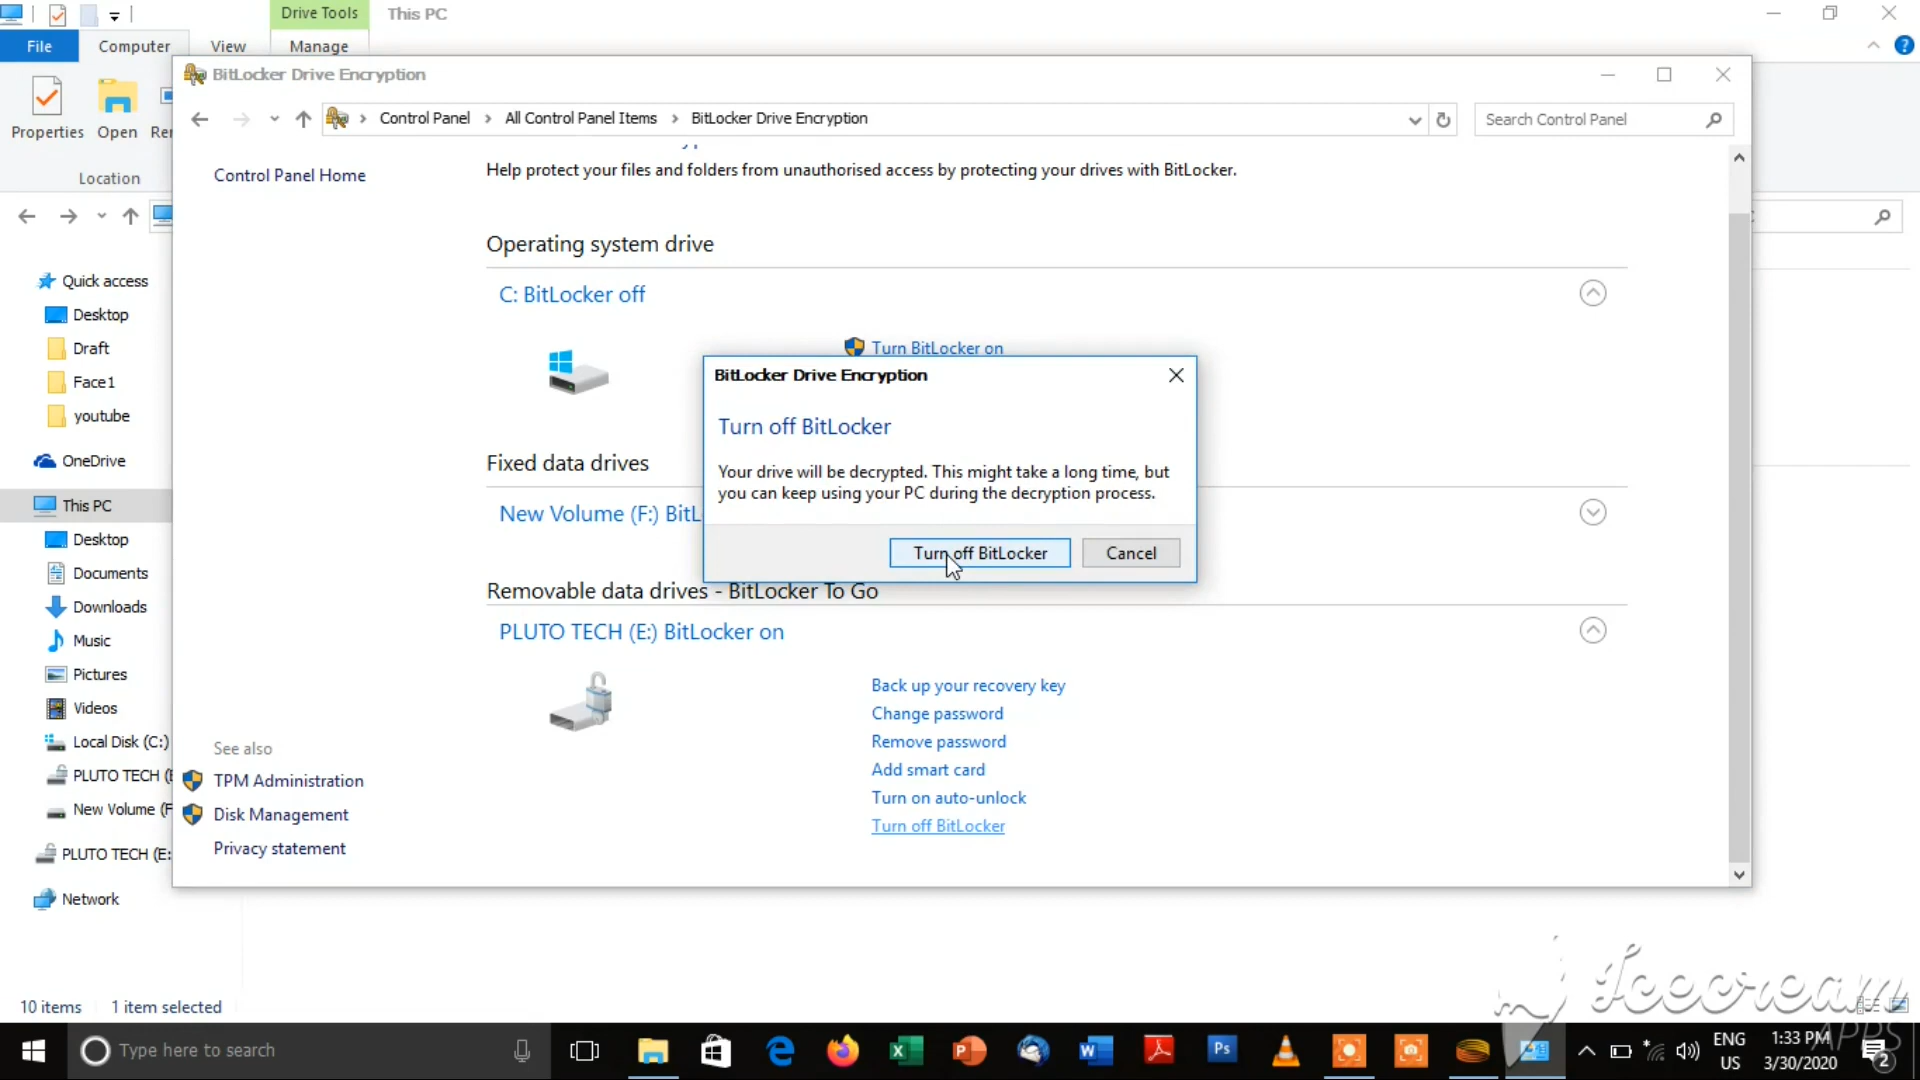 Drive Tools
This PC
File
Computer
View
Manage
BitLocker Drive Encryption
Properties
Open
Location
Control Panel
All Control Panel Items
BitLocker Drive Encryption
Search Control Panel
Control Panel Home
Help protect your files and folders from unauthorised access by protecting your drives with BitLocker.
Operating system drive
C: BitLocker off
Turn BitLocker on
BitLocker Drive Encryption
Turn off BitLocker
Your drive will be decrypted. This might take a long time, but
you can keep using your PC during the decryption process.
Turn off BitLocker
Cancel
Fixed data drives
New Volume (F:) BitL
Removable data drives - BitLocker To Go
PLUTO TECH (E:) BitLocker on
Back up your recovery key
Change password
Remove password
Add smart card
Turn on auto-unlock
Turn off BitLocker
See also
TPM Administration
Disk Management
Privacy statement
Quick access
Desktop
Draft
Face1
youtube
OneDrive
This PC
Desktop
Documents
Downloads
Music
Pictures
Videos
Local Disk (C:)
PLUTO TECH (E
New Volume (F
PLUTO TECH (E:
Network
10 items
1 item selected
Icecream
APPS
Type here to search
ENG
US
1:33 PM
3/30/2020
2